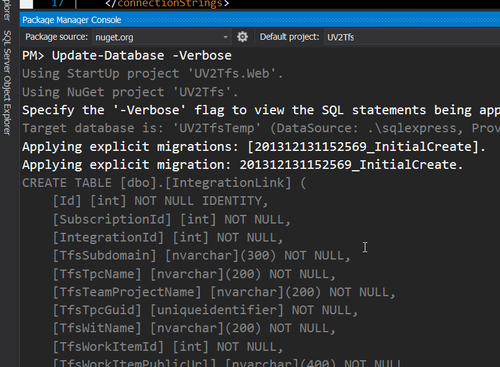 17 </connectionStrings>
Package Manager Console
Package source: nuget.org Default project: UV2Tfs
PM> Update-Database -Verbose
Using StartUp project 'UV2Tfs.Web'.
Using NuGet project 'UV2Tfs'.
Specify the '-Verbose' flag to view the SQL statements being app
Target database is: 'UV2TfsTemp' (DataSource: .\sqlexpress, Prov
Applying explicit migrations: [201312131152569_InitialCreate].
Applying explicit migration: 201312131152569_InitialCreate.
CREATE TABLE [dbo].[IntegrationLink] (
[Id] [int] NOT NULL IDENTITY,
[SubscriptionId] [int] NOT NULL,
[IntegrationId] [int] NOT NULL,
[TfsSubdomain] [nvarchar](300) NOT NULL,
[TfsTpcName] [nvarchar](200) NOT NULL,
[TfsTeamProjectName] [nvarchar](200) NOT NULL,
[TfsTpcGuid] [uniqueidentifier] NOT NULL,
[TfsWitName] [nvarchar](200) NOT NULL,
[TfsWorkItemId] [int] NOT NULL,
[TfsWorkItemPublicUrl] [nvarchar](400) NOT NULL
xplorer
SQL Server Object Explorer